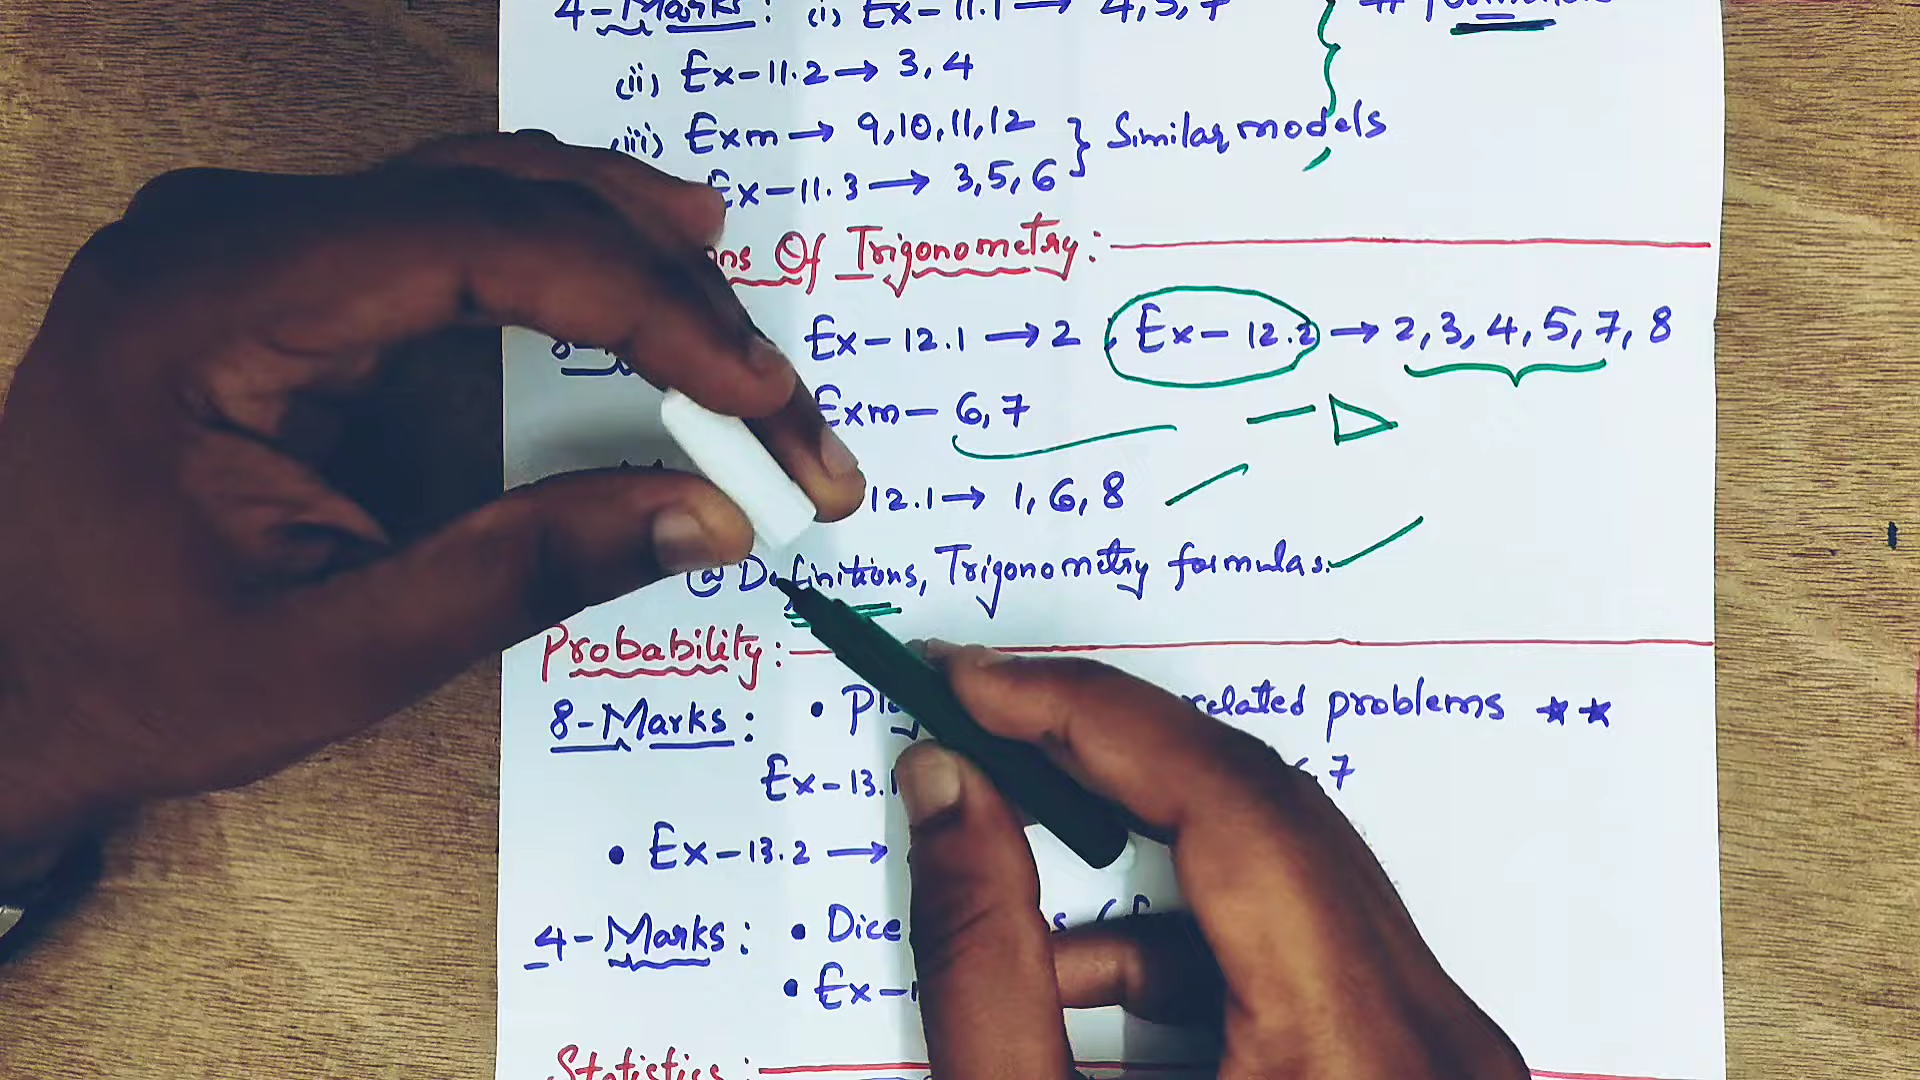 4-Marks: (i) Ex-11.1 → 4,5,7
(ii) Ex-11.2 → 3,4
(iii) Exm → 9,10,11,12 } Similar models
Ex-11.3 → 3,5,6
Of Trigonometry:
Ex-12.1 → 2, Ex-12.2 → 2,3,4,5,7,8
Exm- 6,7
12.1 → 1,6,8
@ Definitions, Trigonometry formulas.
Probability:
8-Marks: • related problems ★★
Ex-13.1 7
• Ex-13.2 →
4-Marks: • Dice
• Ex-
Statistics: